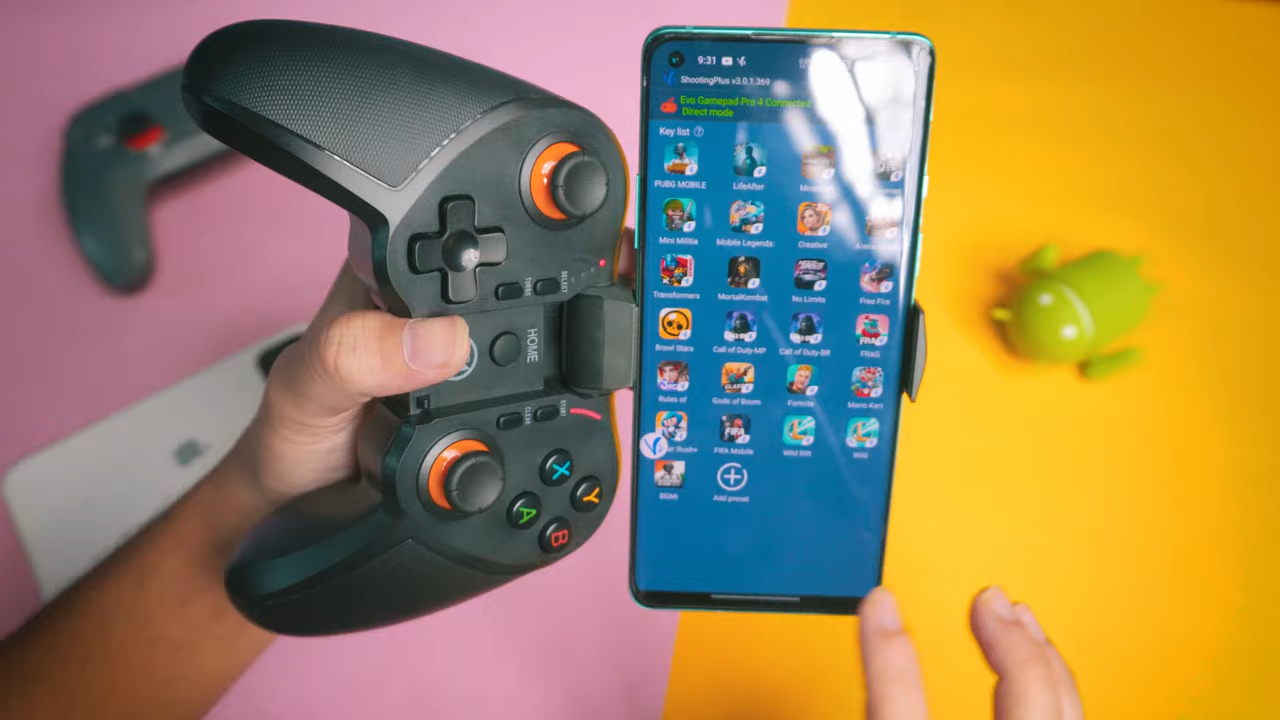 9:31
ShootingPlus v3.0.1.369
Evo Gamepad Pro 4 Connected
Direct mode
Key list ?
PUBG MOBILE
LifeAfter
Mini Militia
Mobile Legends:
Creative
Transformers
MortalKombat
No Limits
Free Fire
Brawl Stars
Call of Duty-MP
Call of Duty-BR
FRAG
Rules of
Gods of Boom
Fortnite
Mario Kart
FIFA Mobile
Wild Rift
BGMI
Add preset
TURBO
SELECT
HOME
CLEAR
START
X
Y
A
B